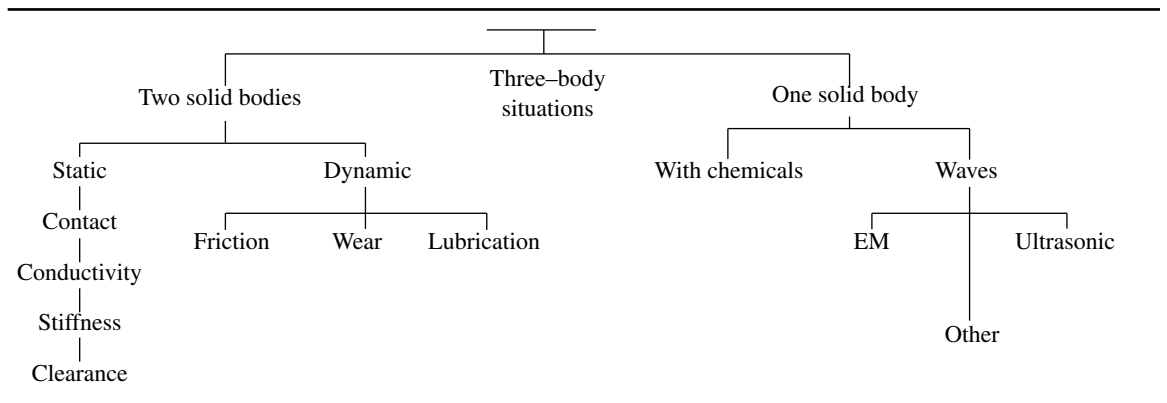 Three–body
situations
Two solid bodies
One solid body
Static
Dynamic
With chemicals
Waves
Contact
Friction
Wear
Lubrication
EM
Ultrasonic
Conductivity
Stiffness
Other
Clearance